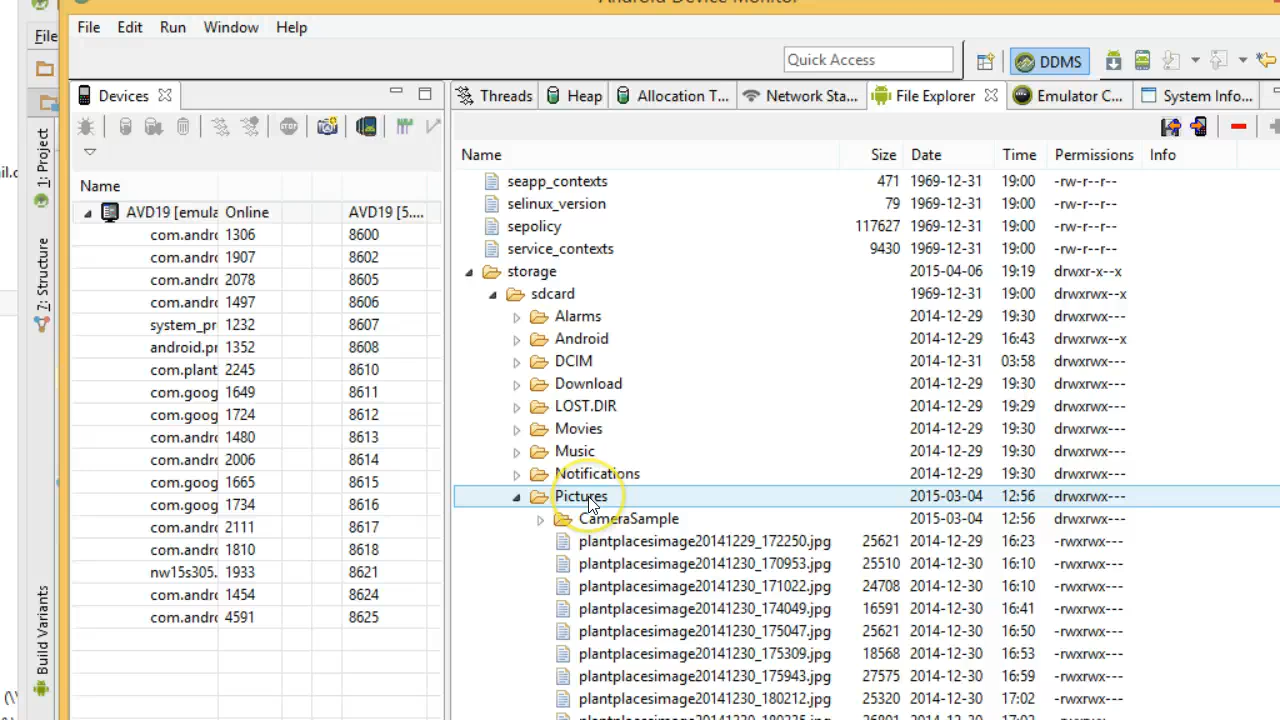 Android Device Monitor
File Edit Run Window Help
File
Quick Access
DDMS
Devices
Threads Heap Allocation T... Network Sta... File Explorer Emulator C... System Info...
1: Project
7: Structure
Build Variants
Name
AVD19 [emula Online AVD19 [5....
com.andro 1306 8600
com.andro 1907 8602
com.andro 2078 8605
com.andro 1497 8606
system_pr 1232 8607
android.pr 1352 8608
com.plant 2245 8610
com.goog 1649 8611
com.goog 1724 8612
com.andro 1480 8613
com.andro 2006 8614
com.goog 1665 8615
com.goog 1734 8616
com.andro 2111 8617
com.andro 1810 8618
nw15s305. 1933 8621
com.andro 1454 8624
com.andro 4591 8625
Name Size Date Time Permissions Info
seapp_contexts 471 1969-12-31 19:00 -rw-r--r--
selinux_version 79 1969-12-31 19:00 -rw-r--r--
sepolicy 117627 1969-12-31 19:00 -rw-r--r--
service_contexts 9430 1969-12-31 19:00 -rw-r--r--
storage 2015-04-06 19:19 drwxr-x--x
sdcard 1969-12-31 19:00 drwxrwx--x
Alarms 2014-12-29 19:30 drwxrwx---
Android 2014-12-29 16:43 drwxrwx--x
DCIM 2014-12-31 03:58 drwxrwx---
Download 2014-12-29 19:30 drwxrwx---
LOST.DIR 2014-12-29 19:29 drwxrwx---
Movies 2014-12-29 19:30 drwxrwx---
Music 2014-12-29 19:30 drwxrwx---
Notifications 2014-12-29 19:30 drwxrwx---
Pictures 2015-03-04 12:56 drwxrwx---
CameraSample 2015-03-04 12:56 drwxrwx---
plantplacesimage20141229_172250.jpg 25621 2014-12-29 16:23 -rwxrwx---
plantplacesimage20141230_170953.jpg 25510 2014-12-30 16:10 -rwxrwx---
plantplacesimage20141230_171022.jpg 24708 2014-12-30 16:10 -rwxrwx---
plantplacesimage20141230_174049.jpg 16591 2014-12-30 16:41 -rwxrwx---
plantplacesimage20141230_175047.jpg 25621 2014-12-30 16:50 -rwxrwx---
plantplacesimage20141230_175309.jpg 18568 2014-12-30 16:53 -rwxrwx---
plantplacesimage20141230_175943.jpg 27575 2014-12-30 16:59 -rwxrwx---
plantplacesimage20141230_180212.jpg 25320 2014-12-30 17:02 -rwxrwx---